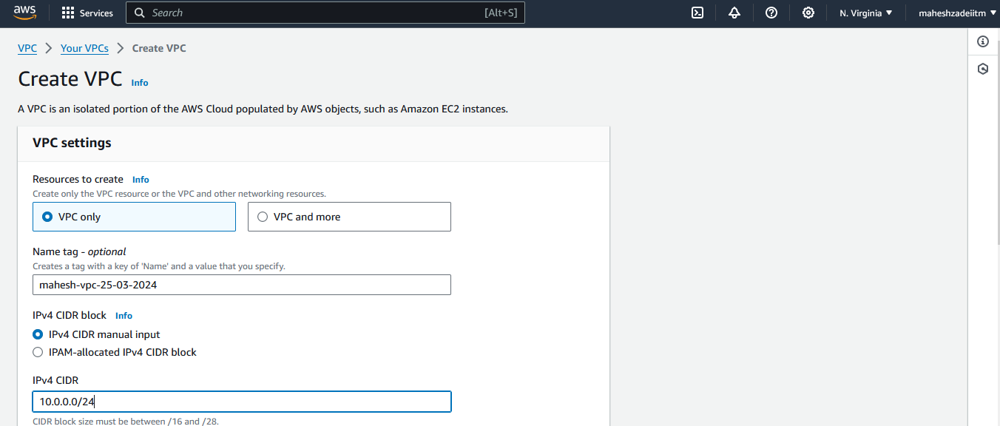 aws Services Search [Alt+S] N. Virginia maheshzadeiitm
VPC Your VPCs Create VPC
Create VPC Info
A VPC is an isolated portion of the AWS Cloud populated by AWS objects, such as Amazon EC2 instances.
VPC settings
Resources to create Info
Create only the VPC resource or the VPC and other networking resources.
VPC only VPC and more
Name tag - optional
Creates a tag with a key of 'Name' and a value that you specify.
mahesh-vpc-25-03-2024
IPv4 CIDR block Info
IPv4 CIDR manual input
IPAM-allocated IPv4 CIDR block
IPv4 CIDR
10.0.0.0/24
CIDR block size must be between /16 and /28.